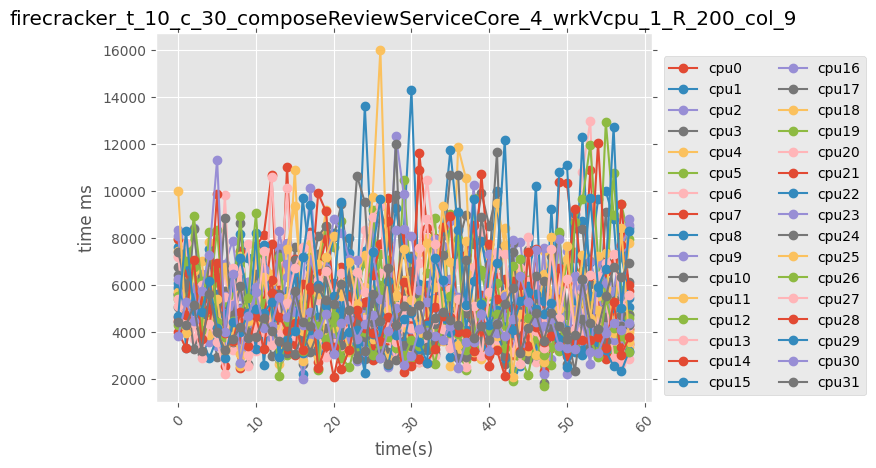 firecracker_t_10_c_30_composeReviewServiceCore_4_wrkVcpu_1_R_200_col_9
time ms
16000
14000
12000
10000
8000
6000
4000
2000
0
10
20
30
40
50
60
time(s)
cpu0
cpu1
cpu2
cpu3
cpu4
cpu5
cpu6
cpu7
cpu8
cpu9
cpu10
cpu11
cpu12
cpu13
cpu14
cpu15
cpu16
cpu17
cpu18
cpu19
cpu20
cpu21
cpu22
cpu23
cpu24
cpu25
cpu26
cpu27
cpu28
cpu29
cpu30
cpu31